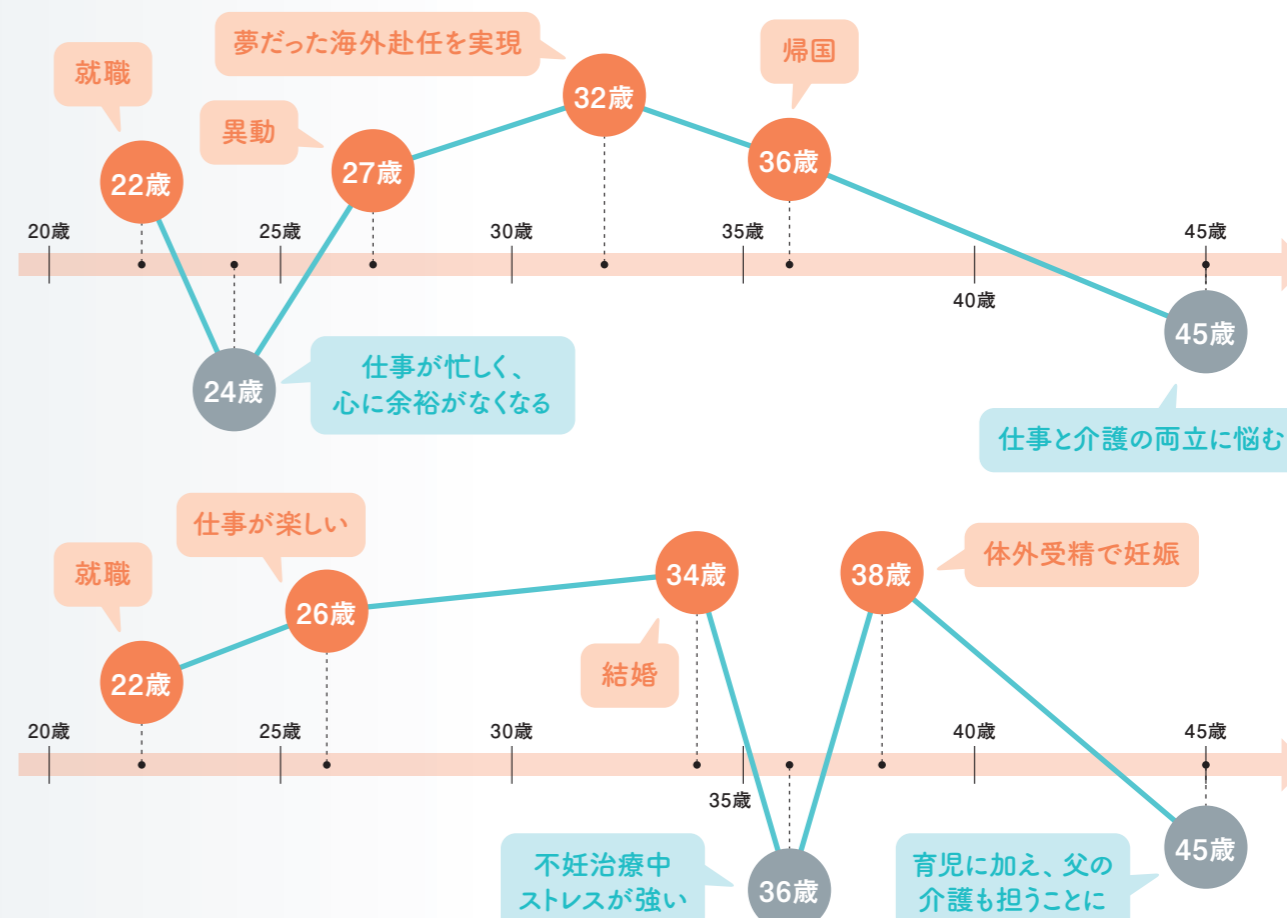 夢だった海外赴任を実現
帰国
就職
32歳
異動
36歳
27歳
22歳
20歳
25歳
30歳
35歳
45歳
40歳
45歳
仕事が忙しく、
心に余裕がなくなる
24歳
仕事と介護の両立に悩む
仕事が楽しい
体外受精で妊娠
就職
34歳
38歳
26歳
結婚
22歳
20歳
25歳
30歳
40歳
45歳
35歳
不妊治療中
ストレスが強い
36歳
育児に加え、父の
介護も担うことに
45歳